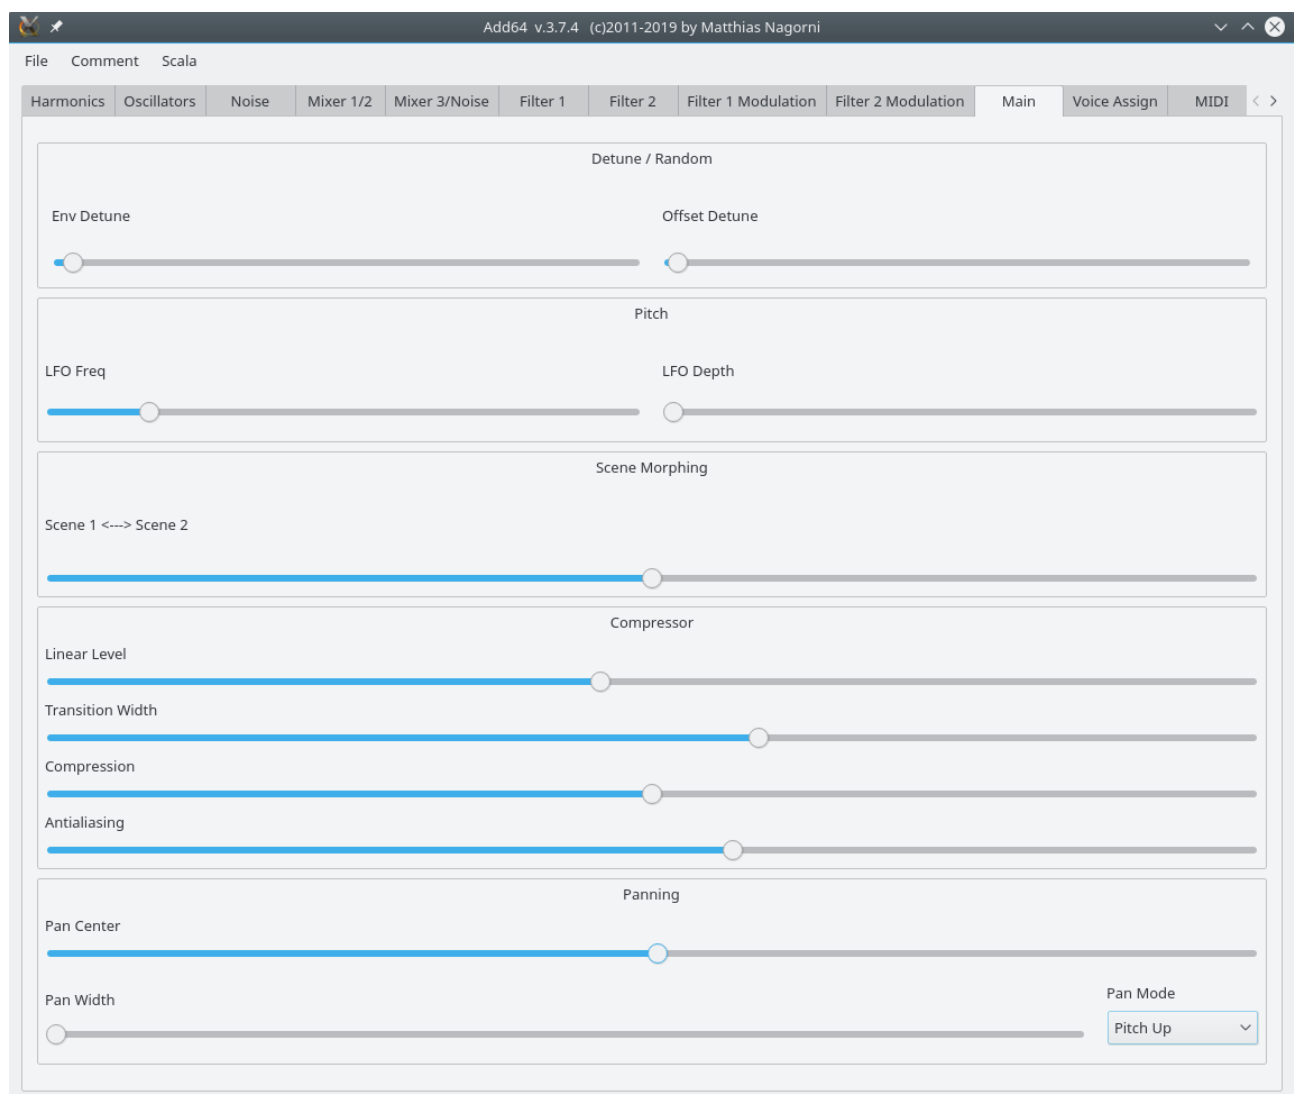 Add64 v.3.7.4 (c)2011-2019 by Matthias Nagorni
File Comment Scala
Harmonics Oscillators Noise Mixer 1/2 Mixer 3/Noise Filter 1 Filter 2 Filter 1 Modulation Filter 2 Modulation Main Voice Assign MIDI
Detune / Random
Env Detune Offset Detune
Pitch
LFO Freq LFO Depth
Scene Morphing
Scene 1 <---> Scene 2
Compressor
Linear Level
Transition Width
Compression
Antialiasing
Panning
Pan Center
Pan Width Pan Mode
Pitch Up